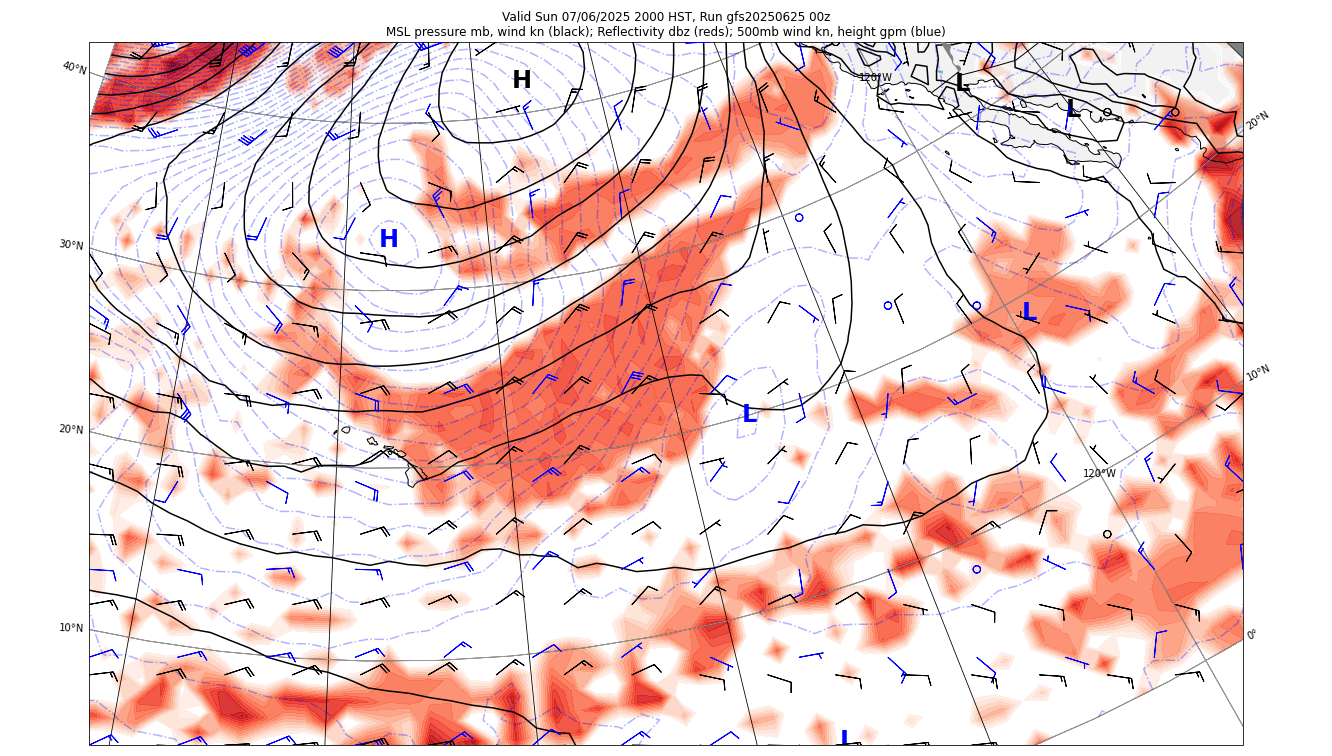 Valid Sun 07/06/2025 2000 HST, Run gfs20250625 00z
MSL pressure mb, wind kn (black); Reflectivity dbz (reds); 500mb wind kn, height gpm (blue)
40°N
H
120°W
L
L
20°N
30°N
H
L
10°N
20°N
L
120°W
10°N
0°
L